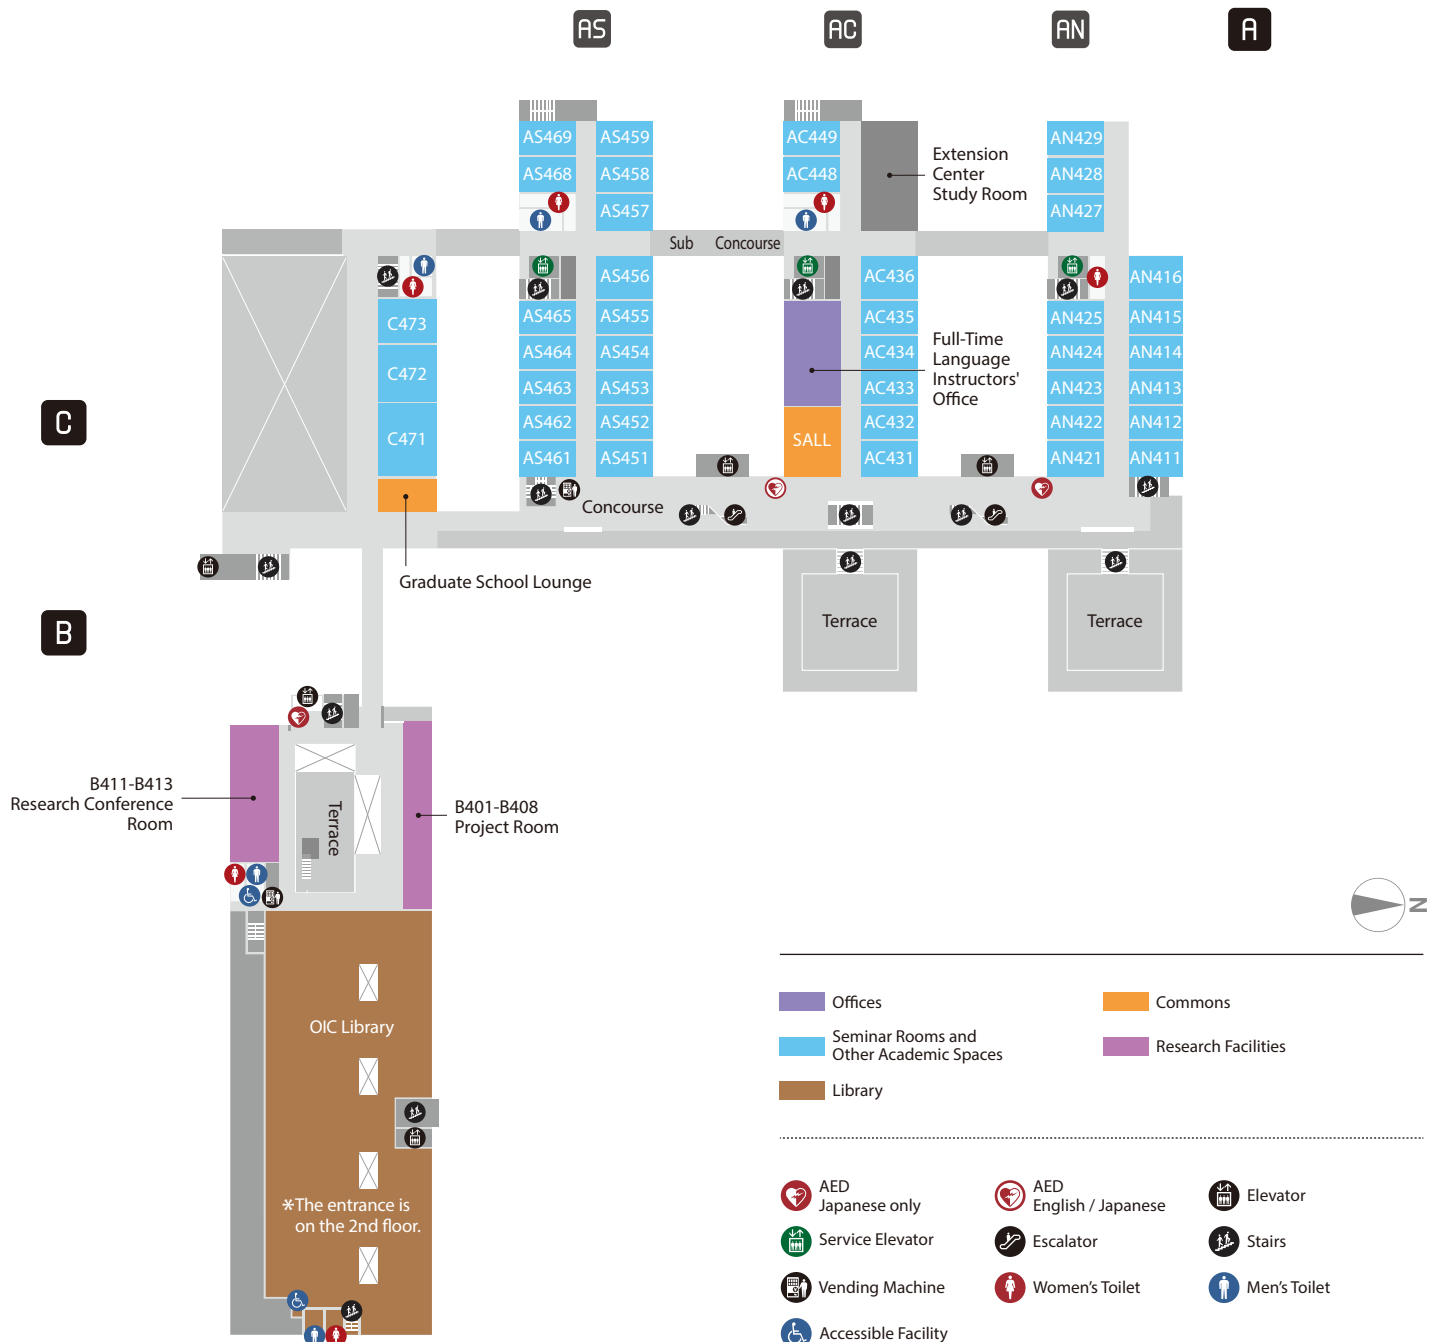 AS
AC
AN
A
AS469
AS459
AC449
AN429
AS468
AS458
AC448
AN428
AS457
AN427
Extension
Center
Study Room
Sub Concourse
AS456
AC436
AN416
C473
AS465
AS455
AC435
AN425
AN415
C472
AS464
AS454
AC434
AN424
AN414
AS463
AS453
AC433
AN423
AN413
Full-Time
Language
Instructors'
Office
C
C471
AS462
AS452
SALL
AC432
AN422
AN412
AS461
AS451
AC431
AN421
AN411
Concourse
Graduate School Lounge
B
Terrace
Terrace
B411-B413
Research Conference
Room
Terrace
B401-B408
Project Room
OIC Library
*The entrance is
on the 2nd floor.
N
Offices
Commons
Seminar Rooms and
Other Academic Spaces
Research Facilities
Library
AED
Japanese only
AED
English / Japanese
Elevator
Service Elevator
Escalator
Stairs
Vending Machine
Women's Toilet
Men's Toilet
Accessible Facility